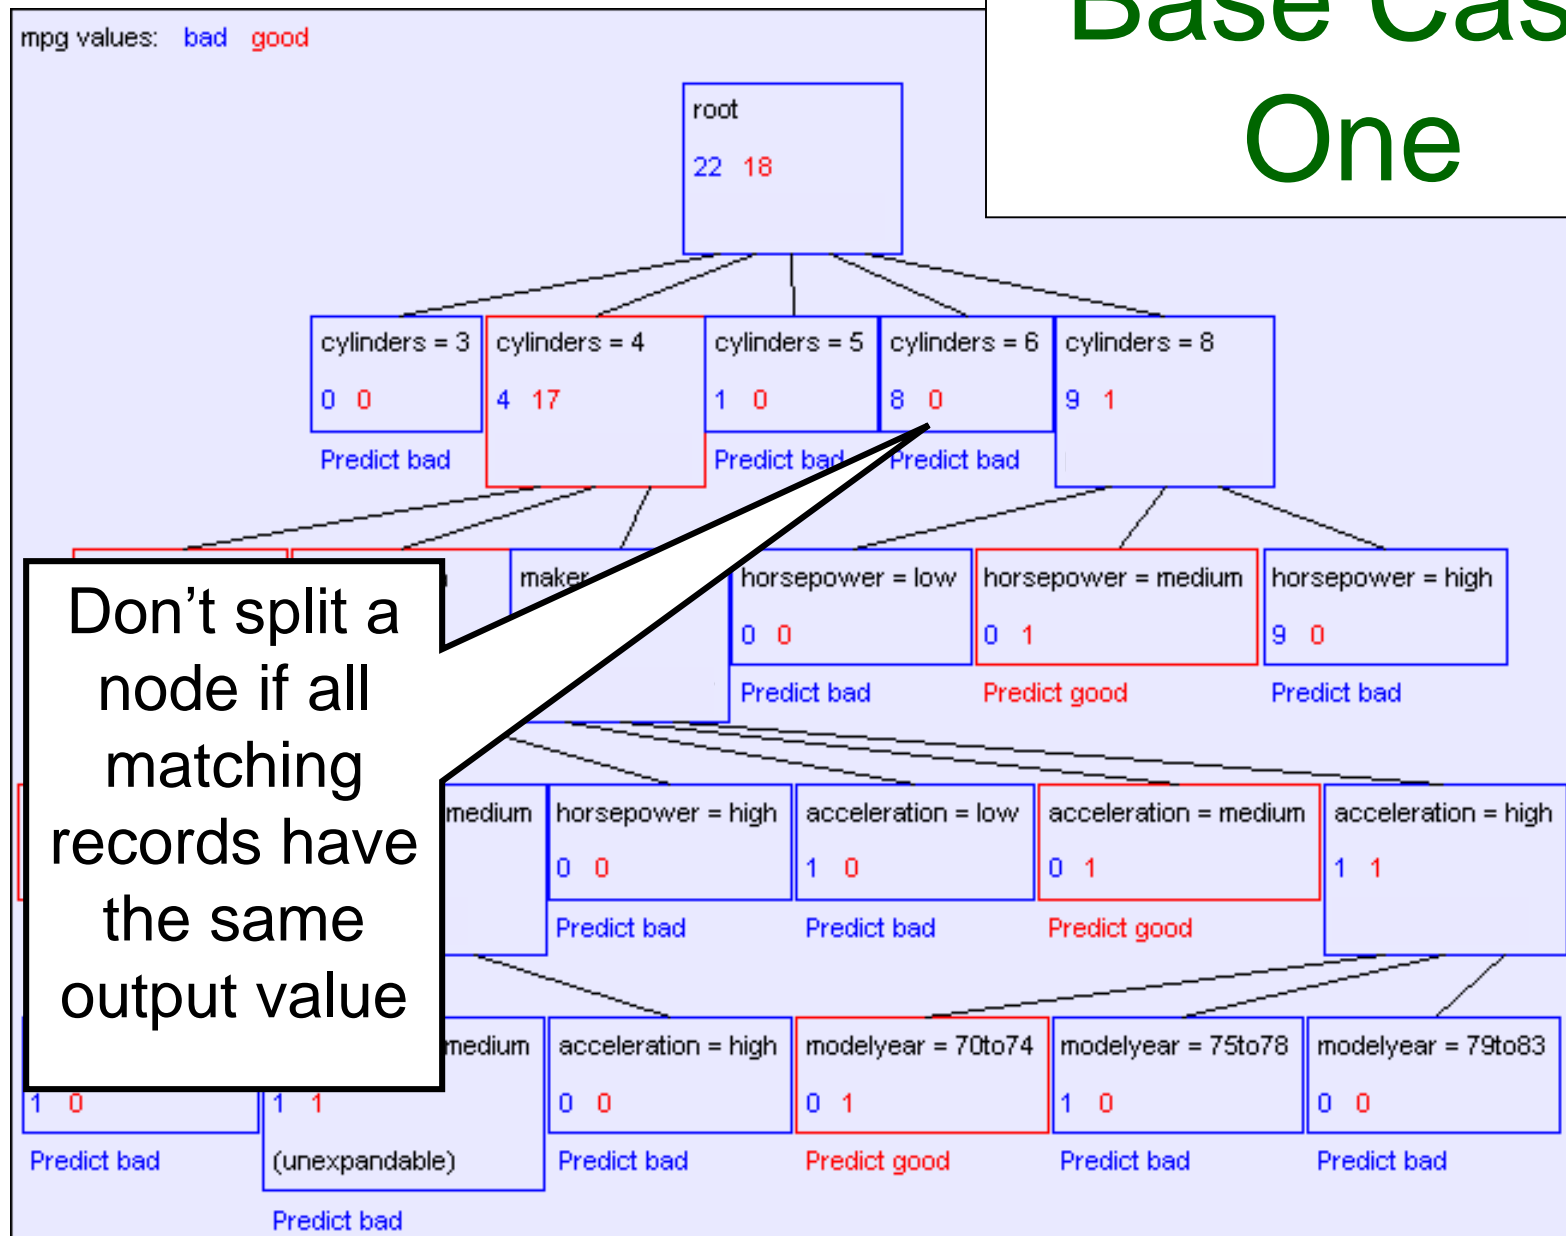 Base Cas
One
mpg values: bad good
root
22 18
cylinders = 3
0 0
Predict bad
cylinders = 4
4 17
cylinders = 5
1 0
Predict bad
cylinders = 6
8 0
Predict bad
cylinders = 8
9 1
maker
horsepower = low
0 0
Predict bad
horsepower = medium
0 1
Predict good
horsepower = high
9 0
Predict bad
Don’t split a
node if all
matching
records have
the same
output value
medium
horsepower = high
0 0
Predict bad
acceleration = low
1 0
Predict bad
acceleration = medium
0 1
Predict good
acceleration = high
1 1
1 0
Predict bad
medium
1 1
(unexpandable)
Predict bad
acceleration = high
0 0
Predict bad
modelyear = 70to74
0 1
Predict good
modelyear = 75to78
1 0
Predict bad
modelyear = 79to83
0 0
Predict bad